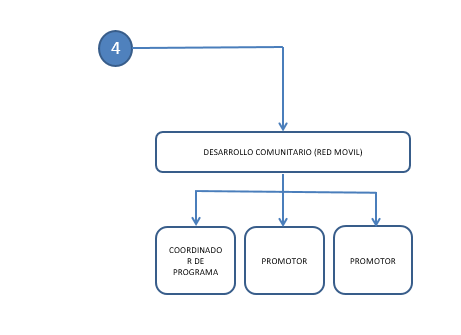 4
DESARROLLO COMUNITARIO (RED MOVIL)
COORDINADO
R DE
PROGRAMA
PROMOTOR
PROMOTOR